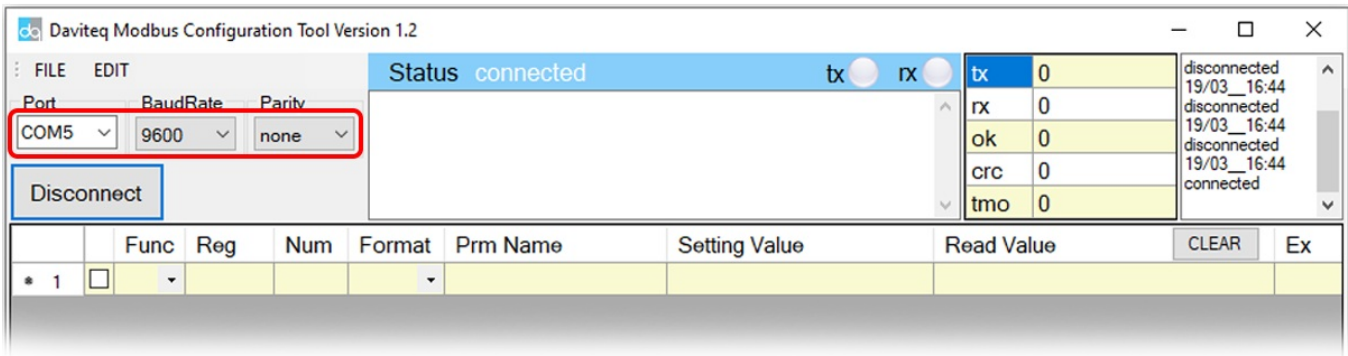 dq Daviteq Modbus Configuration Tool Version 1.2
FILE EDIT
Port BaudRate Parity
COM5 9600 none
Disconnect
Status connected tx rx
tx 0
rx 0
ok 0
crc 0
tmo 0
disconnected
19/03__16:44
disconnected
19/03__16:44
disconnected
19/03__16:44
connected
Func Reg Num Format Prm Name Setting Value Read Value CLEAR Ex
* 1